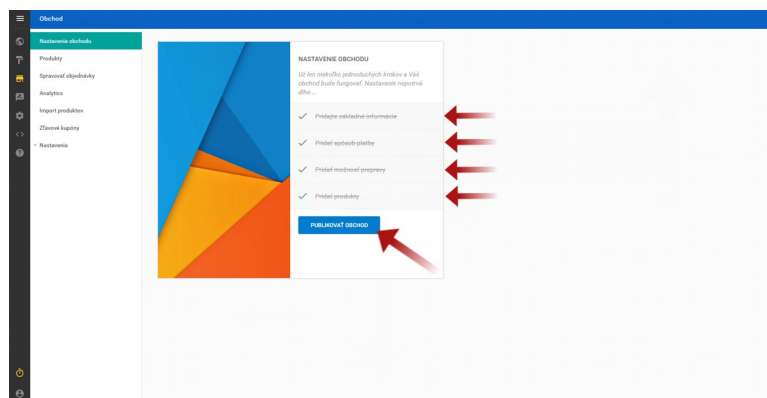 Obchod
Nastavenia obchodu
Produkty
Spravovať objednávky
Analytics
Import produktov
Zľavové kupóny
Nastavenia
NASTAVENIE OBCHODU
Už len niekoľko jednoduchých krokov a Váš
obchod bude fungovať. Nastavenie nepotrvá
dlho ...
Pridajte základné informácie
Pridať spôsob platby
Pridať možnosť prepravy
Pridať produkty
PUBLIKOVAŤ OBCHOD